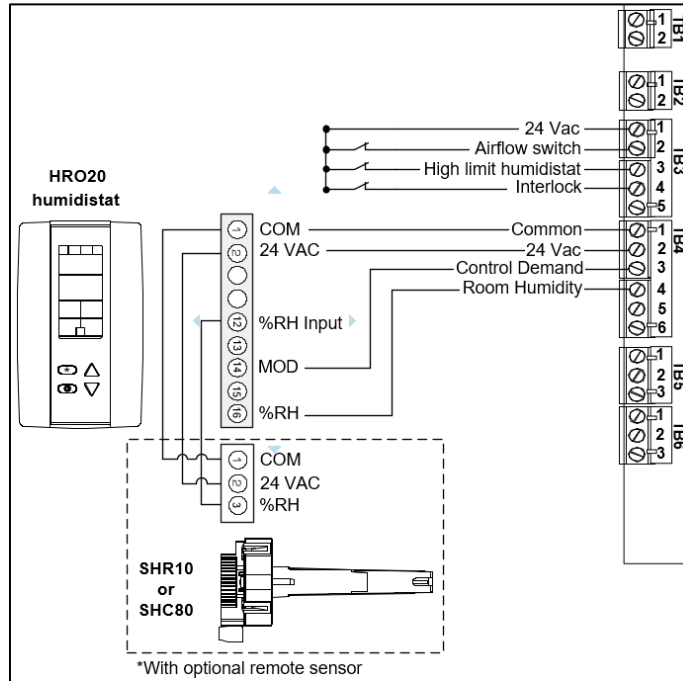 TB1
1
2
TB2
1
2
TB3
24 Vac 1
Airflow switch 2
High limit humidistat 3
Interlock 4
5
HRO20
humidistat
TB4
1 COM Common 1
2 24 VAC 24 Vac 2
Control Demand 3
Room Humidity 4
12 %RH Input 5
13 6
14 MOD
15
16 %RH
TB5
1
2
3
TB6
1
2
3
1 COM
2 24 VAC
3 %RH
SHR10
or
SHC80
*With optional remote sensor